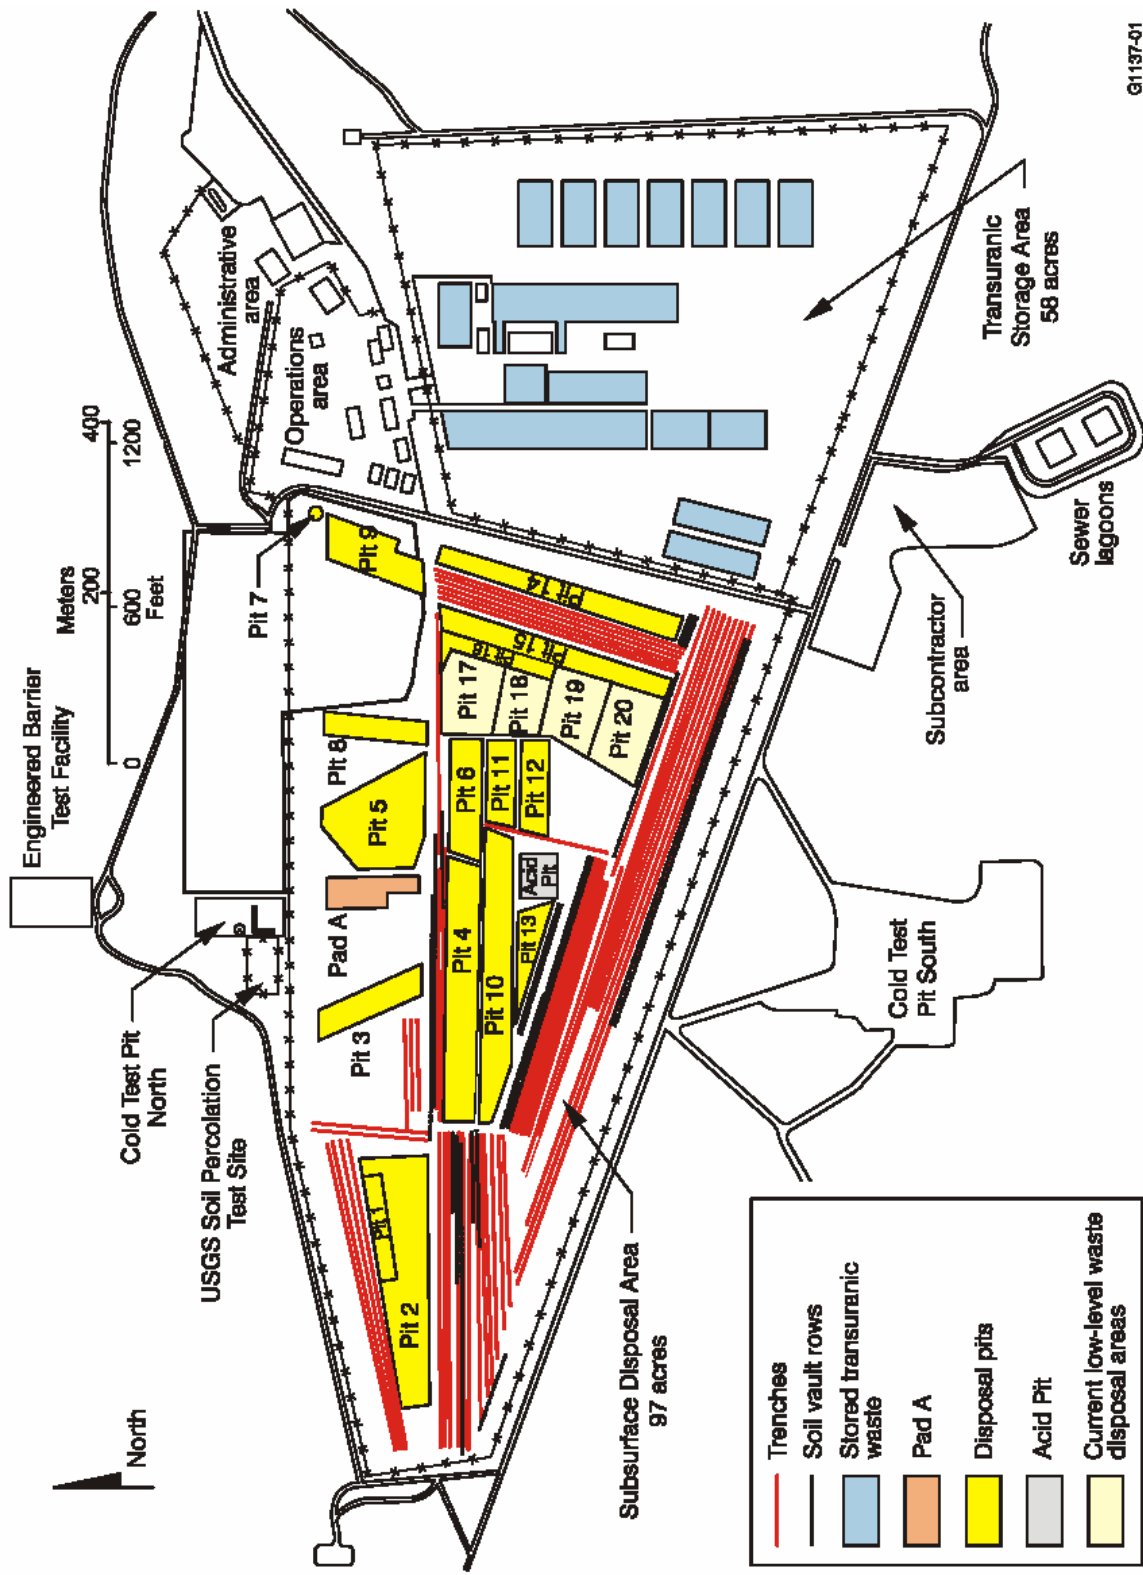 Engineered Barrier
Test Facility
Meters
0
200
400
600
1200
Feet
Cold Test Pit
North
USGS Soil Percolation
Test Site
North
Administrative
area
Operations
area
Pit 7
Pit 9
Pit 8
Pit 5
Pad A
Pit 3
Pit 1
Pit 2
Pit 14
Pit 15
Pit 16
Pit 17
Pit 18
Pit 19
Pit 20
Pit 6
Pit 11
Pit 12
Acid
Pit
Pit 4
Pit 13
Pit 10
Transuranic
Storage Area
58 acres
Sewer
lagoons
Subcontractor
area
Cold Test
Pit South
Subsurface Disposal Area
97 acres
Trenches
Soil vault rows
Stored transuranic
waste
Pad A
Disposal pits
Acid Pit
Current low-level waste
disposal areas
G1137-01